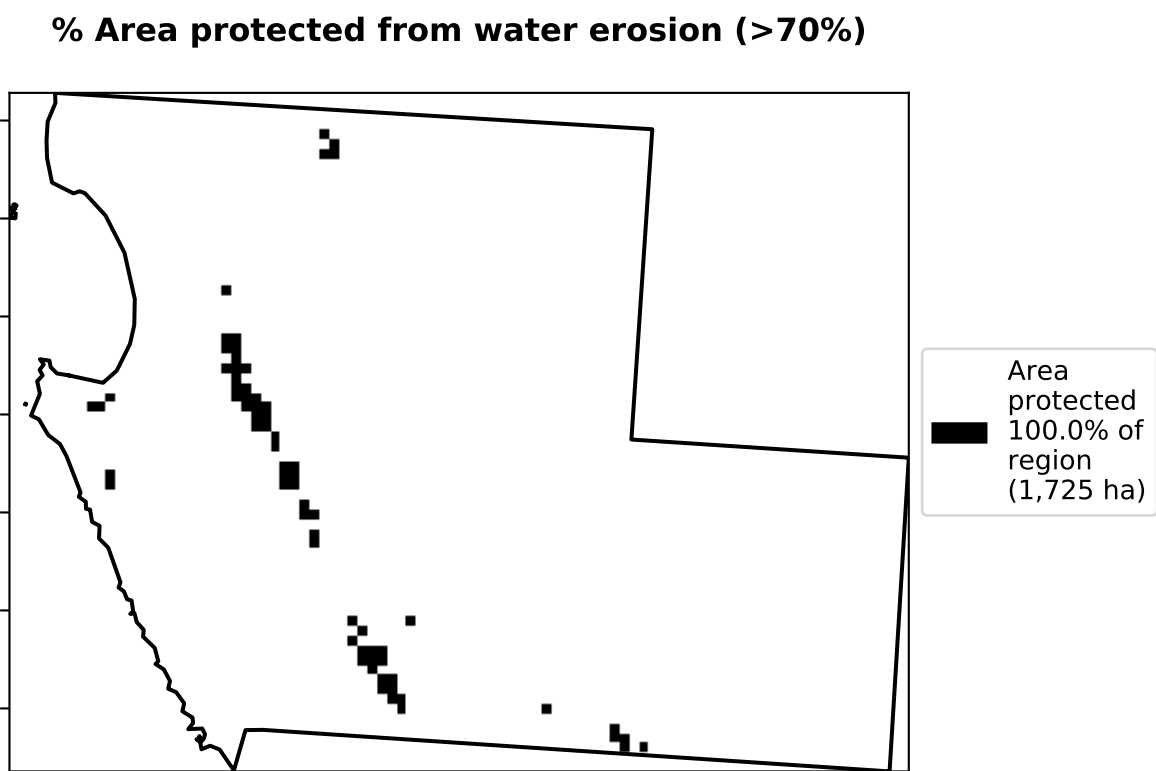 % Area protected from water erosion (>70%)
Area
protected
100.0% of
region
(1,725 ha)